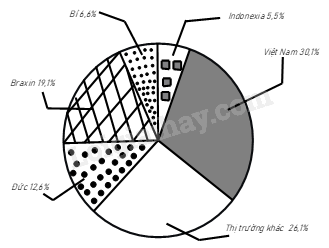 Bỉ 6,6%
Indonexia 5,5%
Việt Nam 30,1%
Braxin 19,1%
Đức 12,6%
Thị trường khác 26,1%